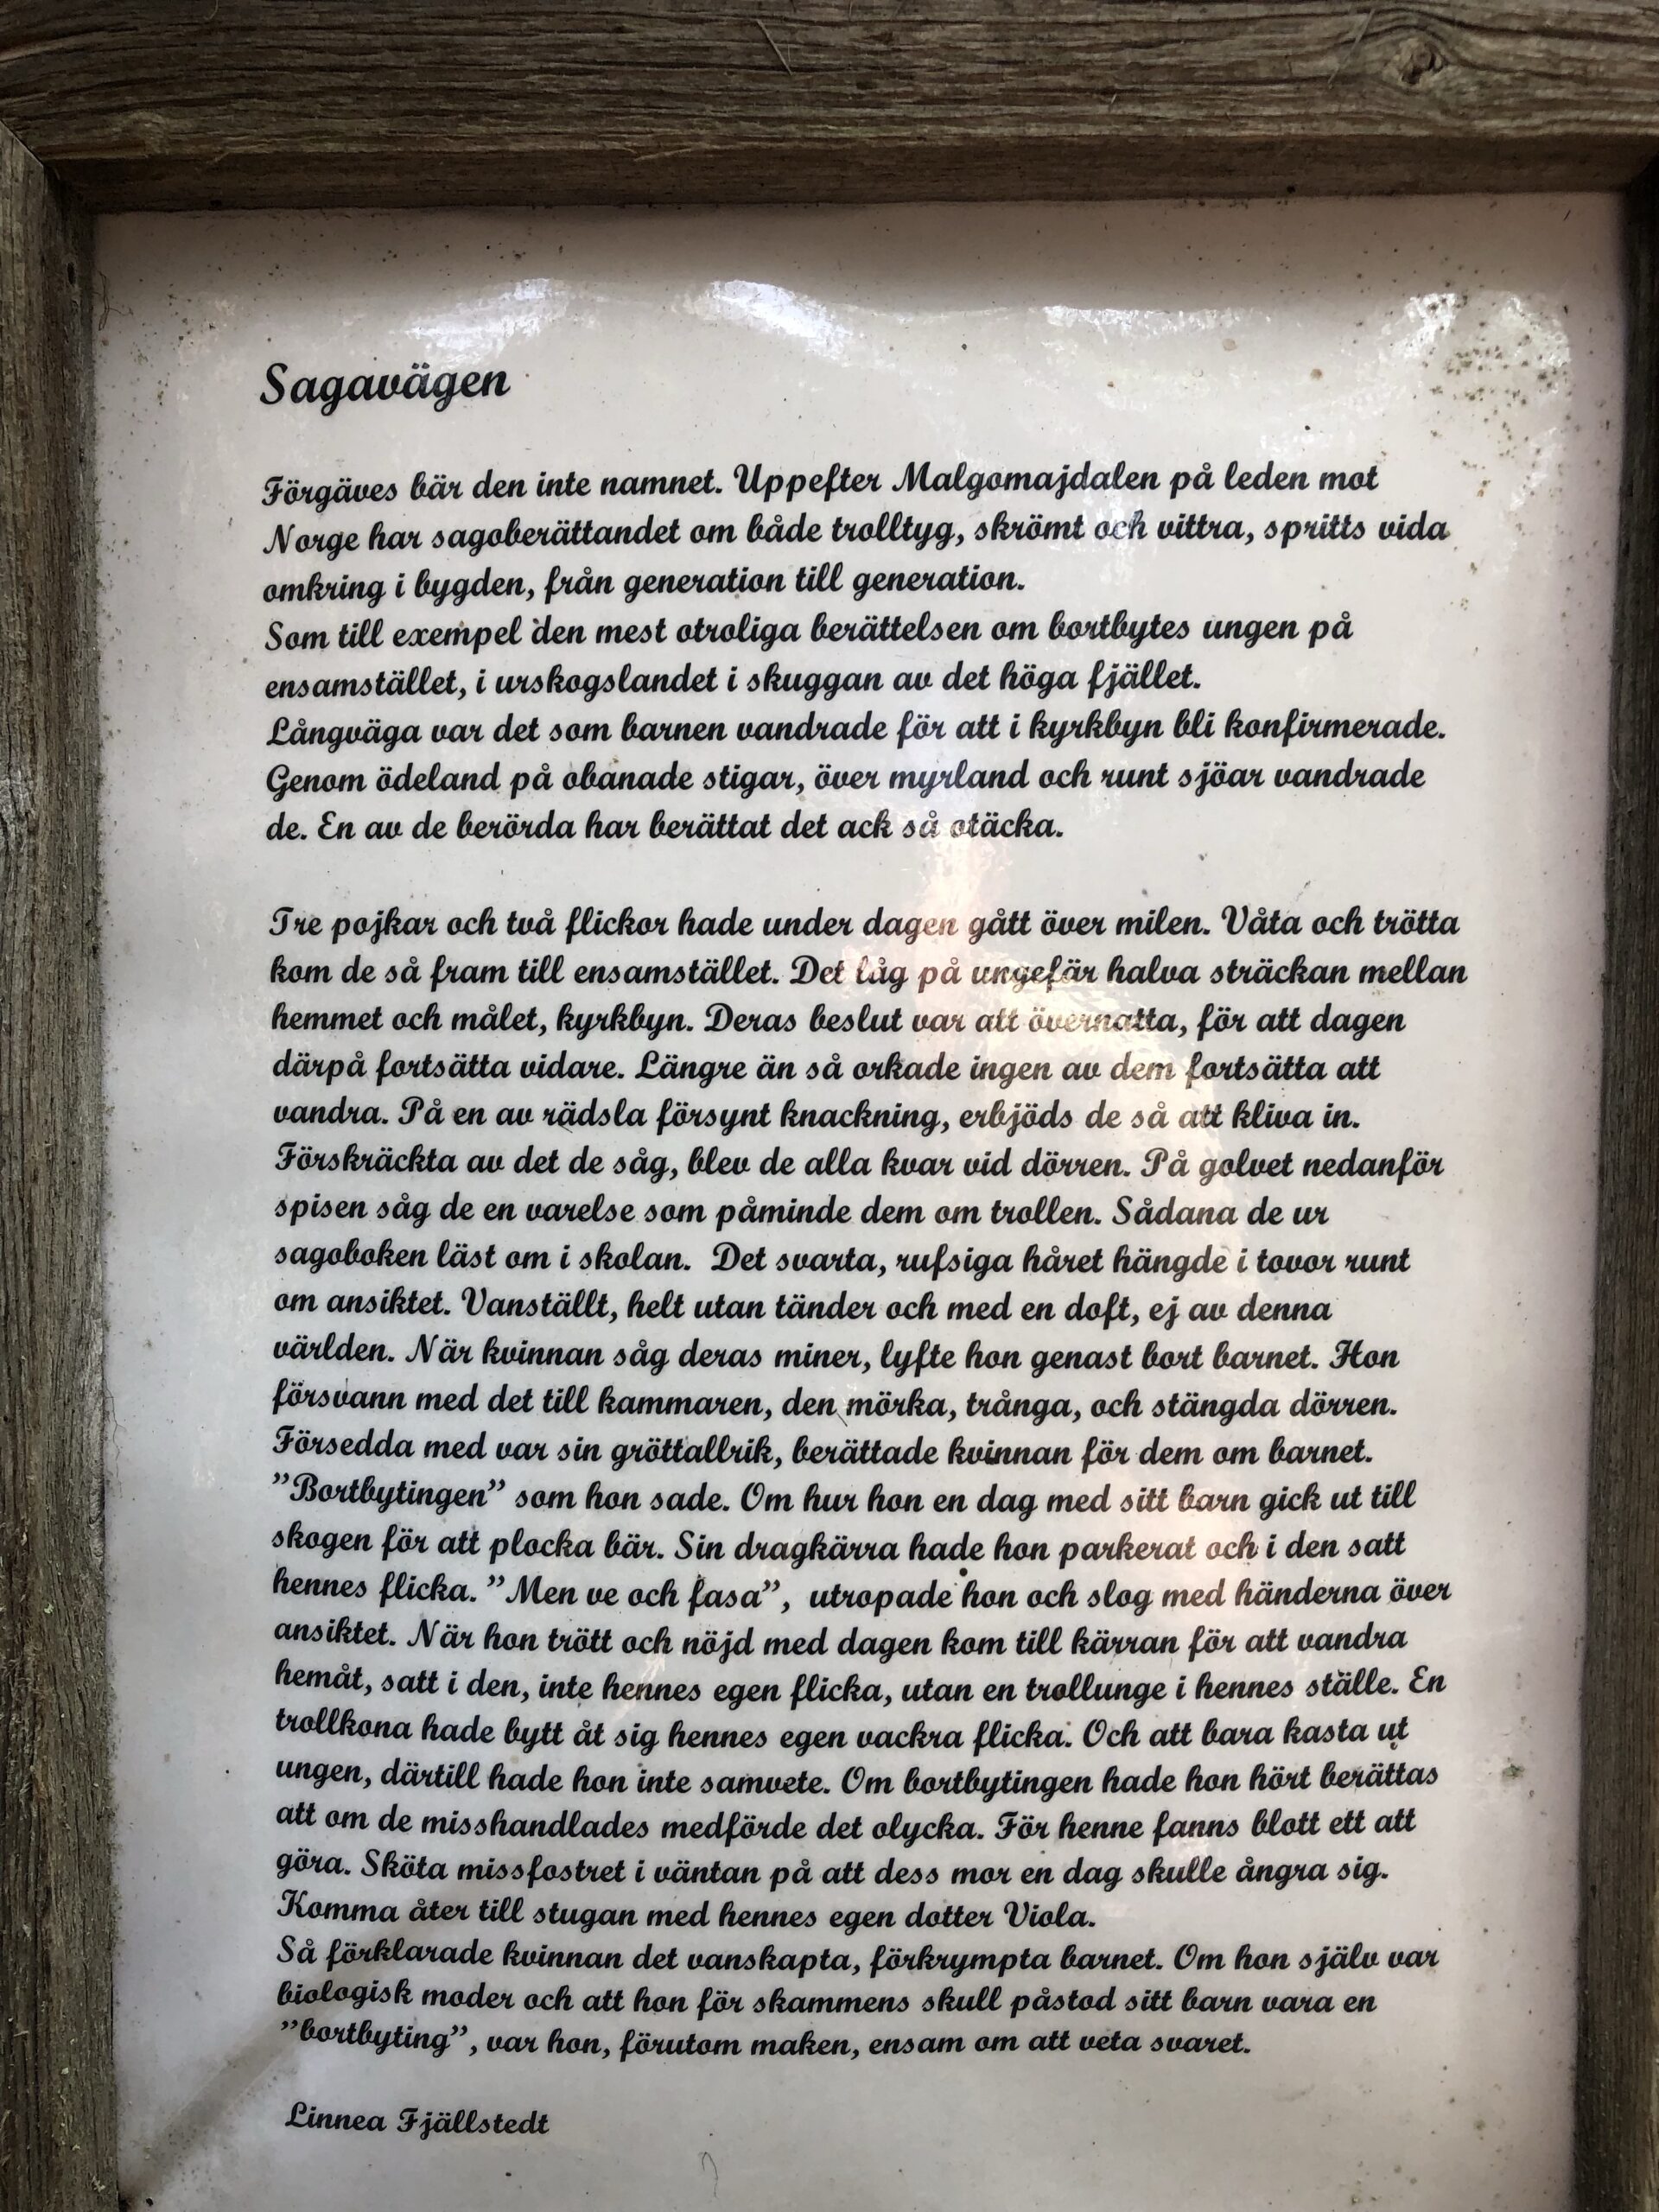 Sagavägen
Förgäves bär den inte namnet. Uppefter Malgomajdalen på leden mot
Norge har sagoberättandet om både trolltyg, skrömt och vittra, spritts vida
omkring i bygden, från generation till generation.
Som till exempel den mest otroliga berättelsen om bortbytes ungen på
ensamstället, i urskogslandet i skuggan av det höga fjället.
Långväga var det som barnen vandrade för att i kyrkbyn bli konfirmerade.
Genom ödeland på obanade stigar, över myrland och runt sjöar vandrade
de. En av de berörda har berättat det ack så otäcka.
Tre pojkar och två flickor hade under dagen gått över milen. Våta och trötta
kom de så fram till ensamstället. Det låg på ungefär halva sträckan mellan
hemmet och målet, kyrkbyn. Deras beslut var att övernatta, för att dagen
därpå fortsätta vidare. Längre än så orkade ingen av dem fortsätta att
vandra. På en av rädsla försynt knackning, erbjöds de så att kliva in.
Förskräckta av det de såg, blev de alla kvar vid dörren. På golvet nedanför
spisen såg de en varelse som påminde dem om trollen. Sådana de ur
sagoboken läst om i skolan. Det svarta, rufsiga håret hängde i tovor runt
om ansiktet. Vanställt, helt utan tänder och med en doft, ej av denna
världen. När kvinnan såg deras miner, lyfte hon genast bort barnet. Hon
försvann med det till kammaren, den mörka, trånga, och stängda dörren.
Försedda med var sin gröttallrik, berättade kvinnan för dem om barnet.
”Bortbytingen” som hon sade. Om hur hon en dag med sitt barn gick ut till
skogen för att plocka bär. Sin dragkärra hade hon parkerat och i den satt
hennes flicka. ”Men ve och fasa”, utropade hon och slog med händerna över
ansiktet. När hon trött och nöjd med dagen kom till kärran för att vandra
hemåt, satt i den, inte hennes egen flicka, utan en trollunge i hennes ställe. En
trollkona hade bytt åt sig hennes egen vackra flicka. Och att bara kasta ut
ungen, därtill hade hon inte samvete. Om bortbytingen hade hon hört berättas
att om de misshandlades medförde det olycka. För henne fanns blott ett att
göra. Sköta missfostret i väntan på att dess mor en dag skulle ångra sig.
Komma åter till stugan med hennes egen dotter Viola.
Så förklarade kvinnan det vanskapta, förkrympta barnet. Om hon själv var
biologisk moder och att hon för skammens skull påstod sitt barn vara en
”bortbyting”, var hon, förutom maken, ensam om att veta svaret.
Linnea Fjällstedt